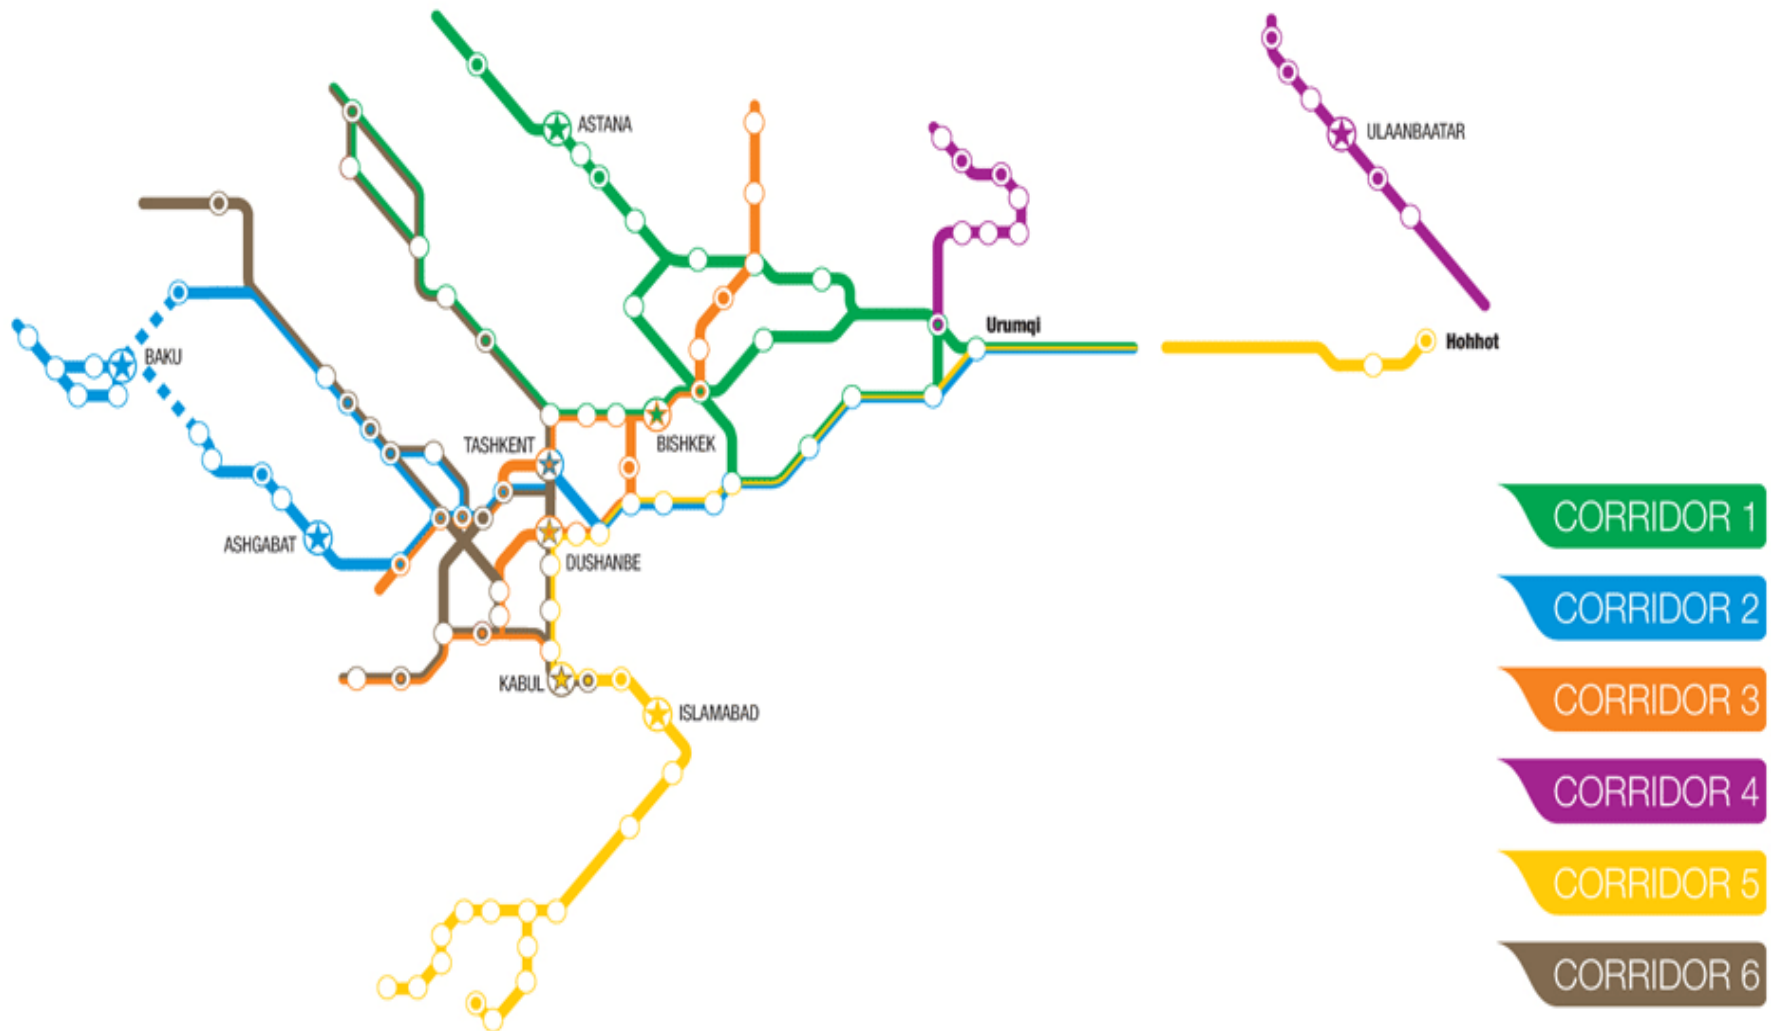 ASTANA
ULAANBAATAR
Urumqi
Hohhot
BAKU
TASHKENT
BISHKEK
ASHGABAT
DUSHANBE
KABUL
ISLAMABAD
CORRIDOR 1
CORRIDOR 2
CORRIDOR 3
CORRIDOR 4
CORRIDOR 5
CORRIDOR 6